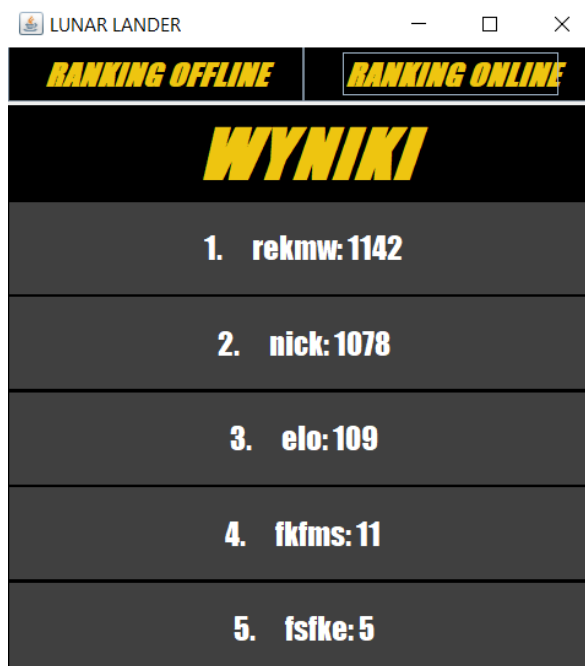 LUNAR LANDER
RANKING OFFLINE RANKING ONLINE
WYNIKI
1. rekmw: 1142
2. nick: 1078
3. elo: 109
4. fkfms: 11
5. fsfke: 5